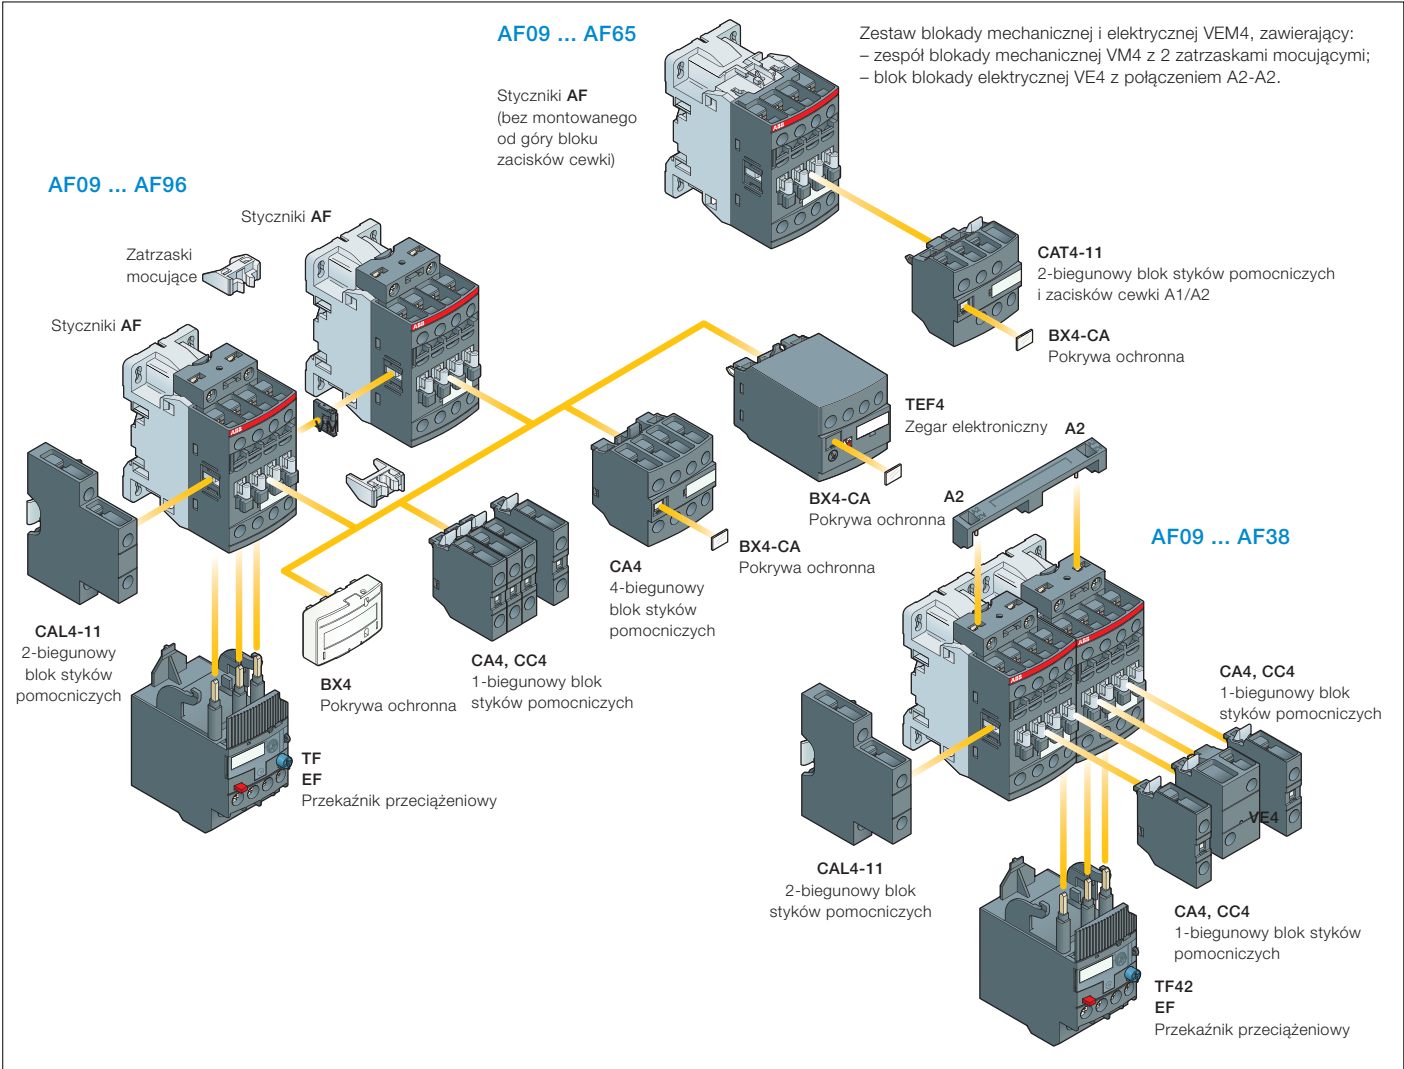 AF09 ... AF65
Styczniki AF
(bez montowanego
od góry bloku
zacisków cewki)
Zestaw blokady mechanicznej i elektrycznej VEM4, zawierający:
– zespół blokady mechanicznej VM4 z 2 zatrzaskami mocującymi;
– blok blokady elektrycznej VE4 z połączeniem A2-A2.
ABB
CAT4-11
2-biegunowy blok styków pomocniczych
i zacisków cewki A1/A2
BX4-CA
Pokrywa ochronna
AF09 ... AF96
Styczniki AF
Zatrzaski
mocujące
Styczniki AF
ABB
ABB
VM
TEF4
Zegar elektroniczny
BX4-CA
Pokrywa ochronna
CA4
4-biegunowy
blok styków
pomocniczych
BX4-CA
Pokrywa ochronna
CAL4-11
2-biegunowy
blok styków
pomocniczych
BX4
Pokrywa ochronna
CA4, CC4
1-biegunowy blok
styków pomocniczych
TF
EF
Przekaźnik przeciążeniowy
A2
A2
AF09 ... AF38
ABB
ABB
CA4, CC4
1-biegunowy blok
styków pomocniczych
VE4
CAL4-11
2-biegunowy blok
styków pomocniczych
CA4, CC4
1-biegunowy blok styków
pomocniczych
TF42
EF
Przekaźnik przeciążeniowy